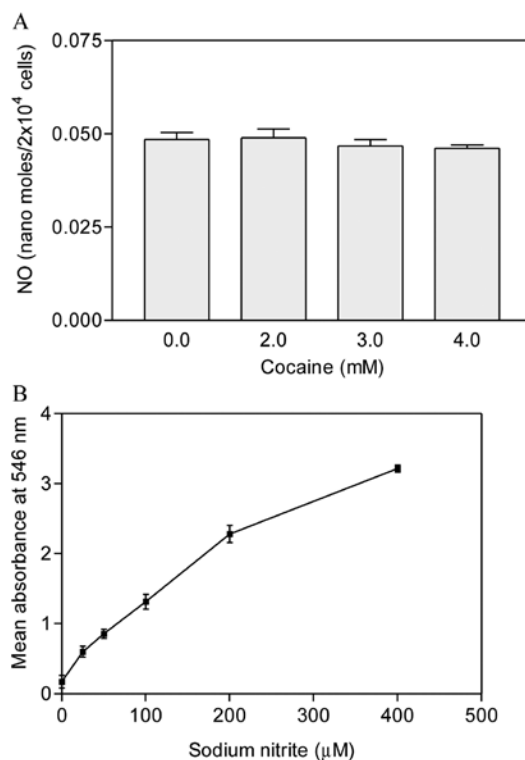 A
0.075
0.050
0.025
0.000
NO (nano moles/2x10⁴ cells)
0.0 2.0 3.0 4.0
Cocaine (mM)
B
4
3
2
1
0
Mean absorbance at 546 nm
0 100 200 300 400 500
Sodium nitrite (µM)